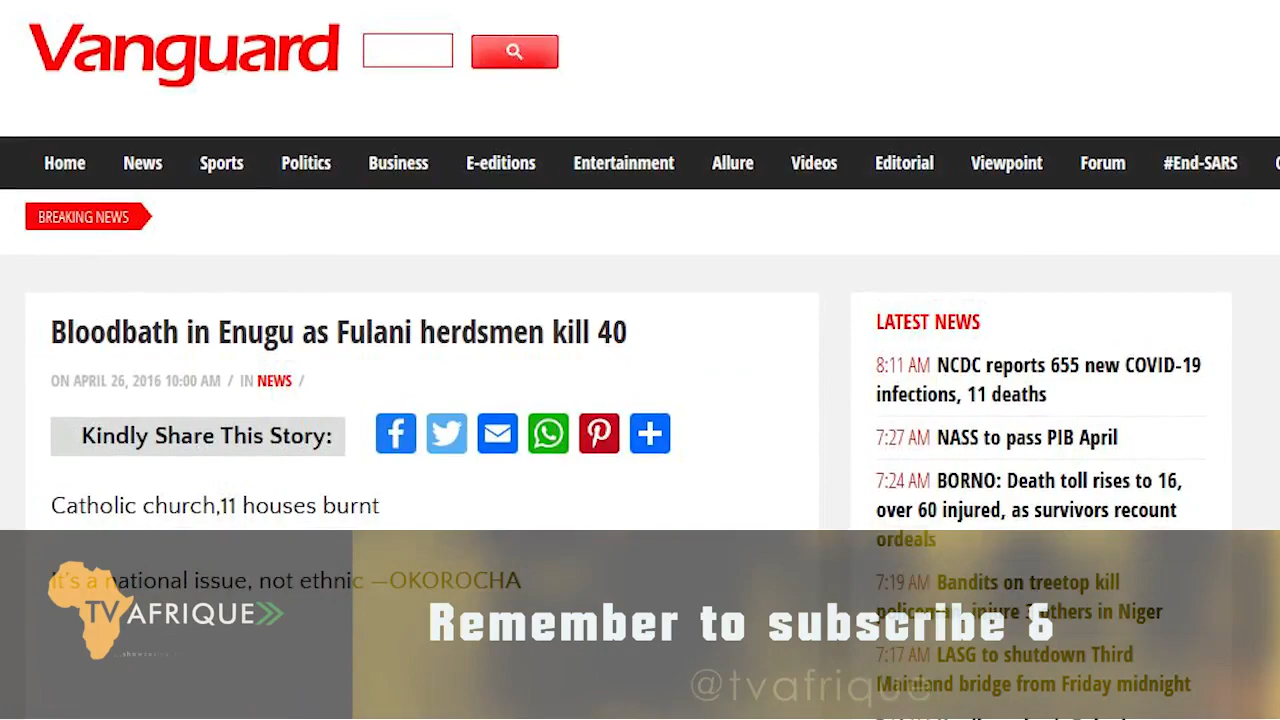 Vanguard
Home News Sports Politics Business E-editions Entertainment Allure Videos Editorial Viewpoint Forum #End-SARS
BREAKING NEWS
Bloodbath in Enugu as Fulani herdsmen kill 40
ON APRIL 26, 2016 10:00 AM / IN NEWS /
Kindly Share This Story:
Catholic church,11 houses burnt
It's a national issue, not ethnic —OKOROCHA
LATEST NEWS
8:11 AM NCDC reports 655 new COVID-19
infections, 11 deaths
7:27 AM NASS to pass PIB April
7:24 AM BORNO: Death toll rises to 16,
over 60 injured, as survivors recount
ordeals
7:19 AM Bandits on treetop kill
injure others in Niger
7:17 AM LASG to shutdown Third
Mainland bridge from Friday midnight
TV AFRIQUE
Remember to subscribe &
@tvafrique